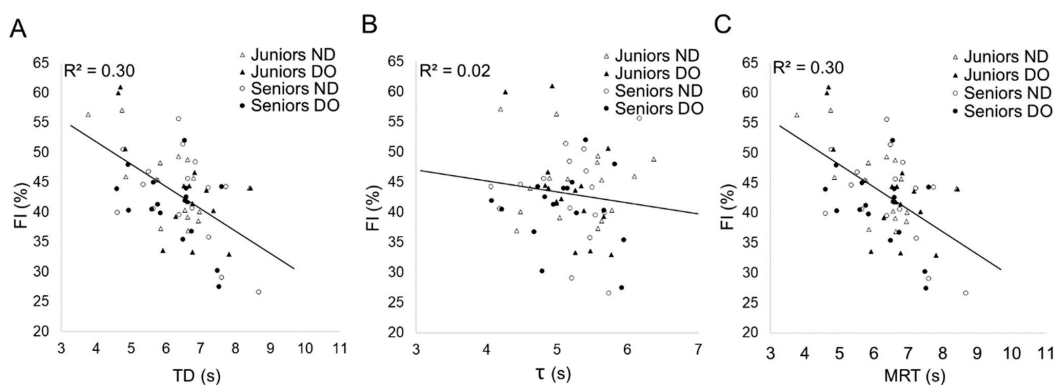 A
R² = 0.30
Juniors ND
Juniors DO
Seniors ND
Seniors DO
FI (%)
65
60
55
50
45
40
35
30
25
20
3 4 5 6 7 8 9 10 11
TD (s)
B
R² = 0.02
Juniors ND
Juniors DO
Seniors ND
Seniors DO
FI (%)
65
60
55
50
45
40
35
30
25
20
3 4 5 6 7
τ (s)
C
R² = 0.30
Juniors ND
Juniors DO
Seniors ND
Seniors DO
FI (%)
65
60
55
50
45
40
35
30
25
20
3 4 5 6 7 8 9 10 11
MRT (s)